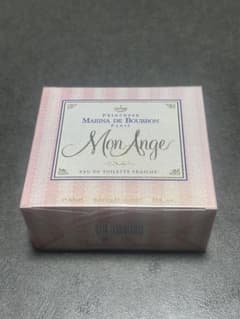 PRINCESSE
MARINA DE BOURBON
PARIS
Mon Ange
EAU DE TOILETTE FRAICHE